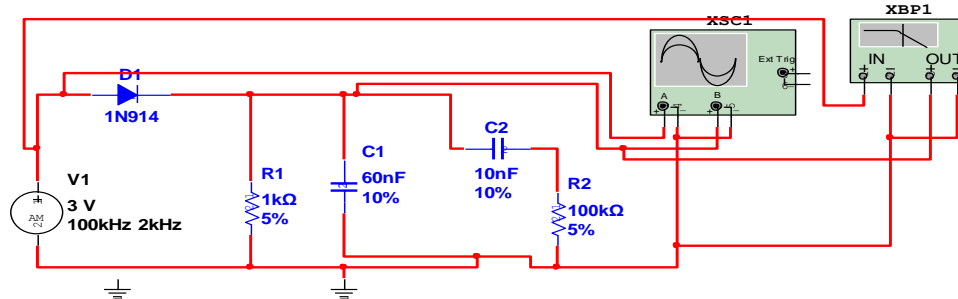 XSC1
XBP1
Ext Trig
+
A
B
+
+
IN
OUT
D1
1N914
V1
3 V
100kHz 2kHz
AM
R1
1kΩ
5%
C1
60nF
10%
C2
10nF
10%
R2
100kΩ
5%